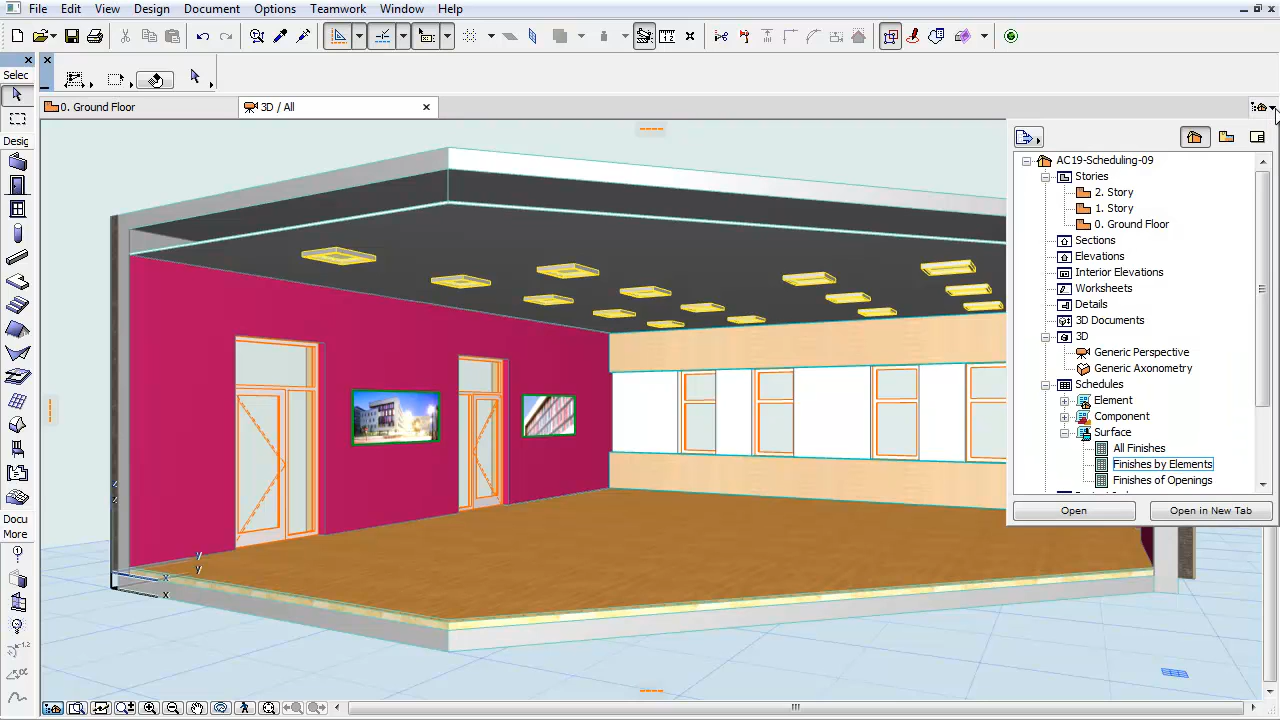 File Edit View Design Document Options Teamwork Window Help
Selec
0. Ground Floor
3D / All
Desig
AC19-Scheduling-09
Stories
2. Story
1. Story
0. Ground Floor
Sections
Elevations
Interior Elevations
Worksheets
Details
3D Documents
3D
Generic Perspective
Generic Axonometry
Schedules
Element
Component
Surface
All Finishes
Finishes by Elements
Finishes of Openings
Open
Open in New Tab
Docu
More
y
y
x
x